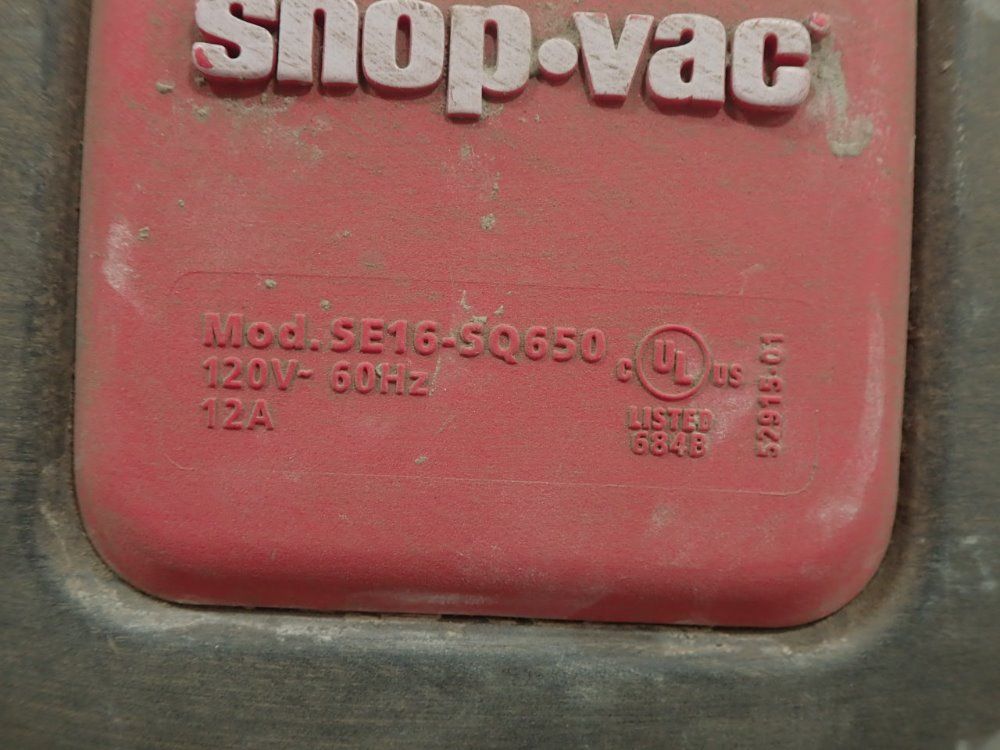 shop·vac®
Mod. SE16-SQ650
120V~ 60Hz
12A
C UL US
LISTED
684B
52915-01